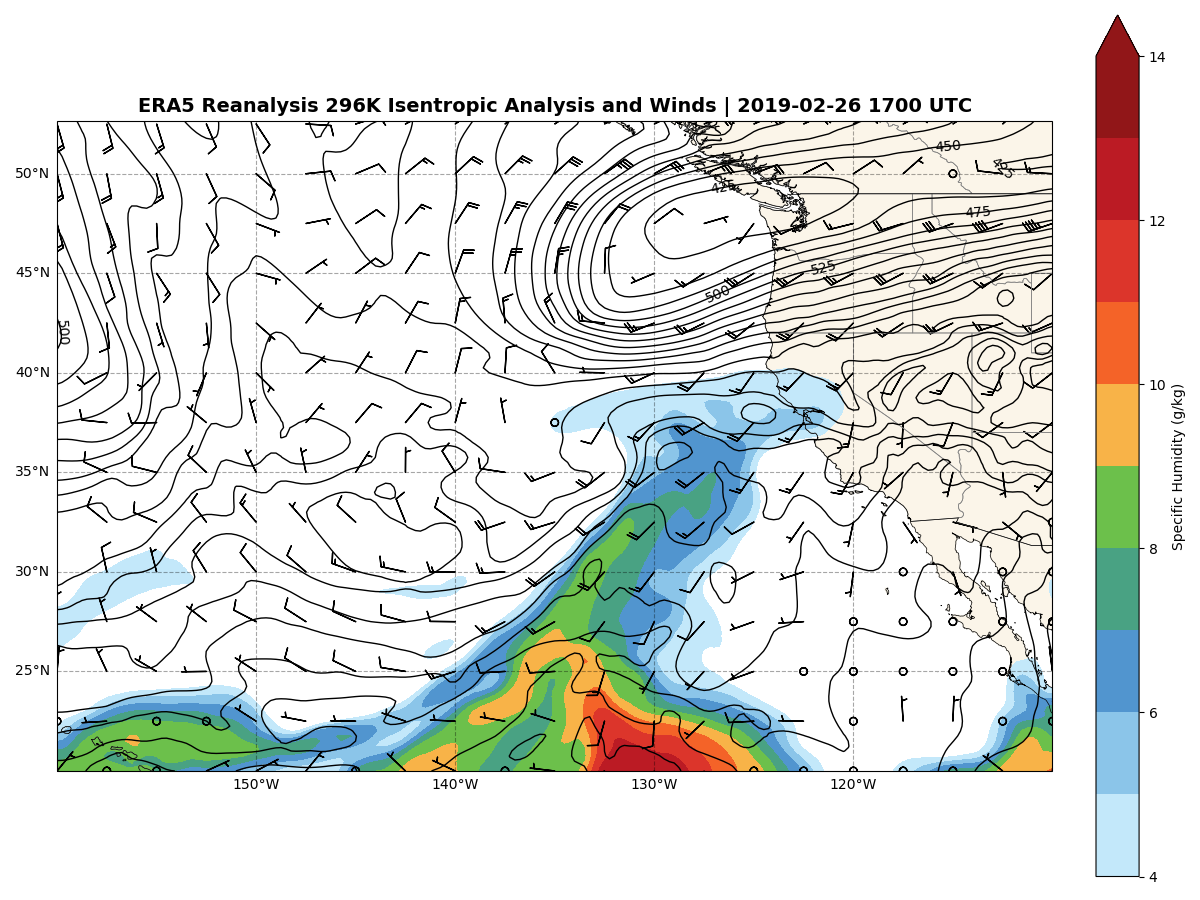 ERA5 Reanalysis 296K Isentropic Analysis and Winds | 2019-02-26 1700 UTC
14
12
10
8
6
4
Specific Humidity (g/kg)
50°N
45°N
40°N
35°N
30°N
25°N
150°W
140°W
130°W
120°W
450
425
425
475
525
500
500